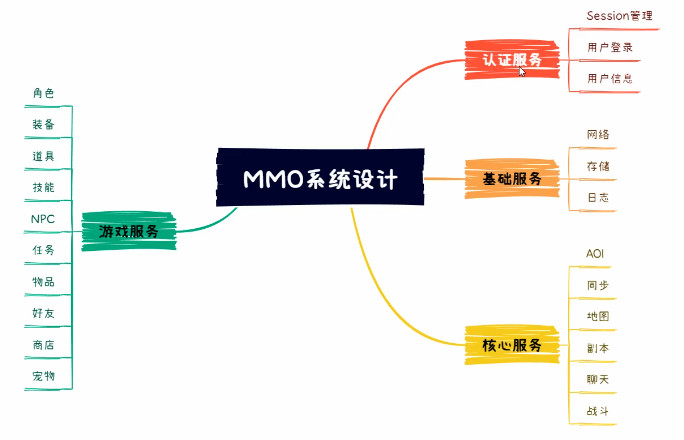 MMO系统设计
认证服务
Session管理
用户登录
用户信息
基础服务
网络
存储
日志
核心服务
AOI
同步
地图
副本
聊天
战斗
游戏服务
角色
装备
道具
技能
NPC
任务
物品
好友
商店
宠物